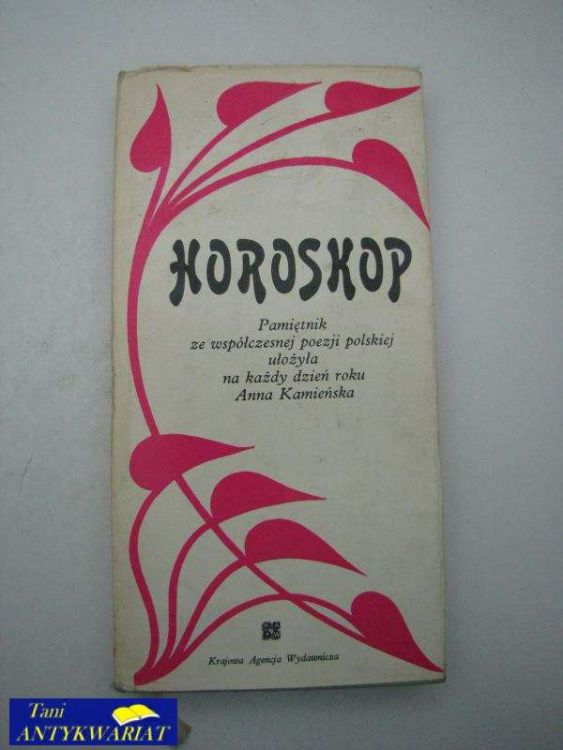 HOROSKOP
Pamiętnik
ze współczesnej poezji polskiej
ułożyła
na każdy dzień roku
Anna Kamieńska
Krajowa Agencja Wydawnicza
Tani
ANTYKWARIAT